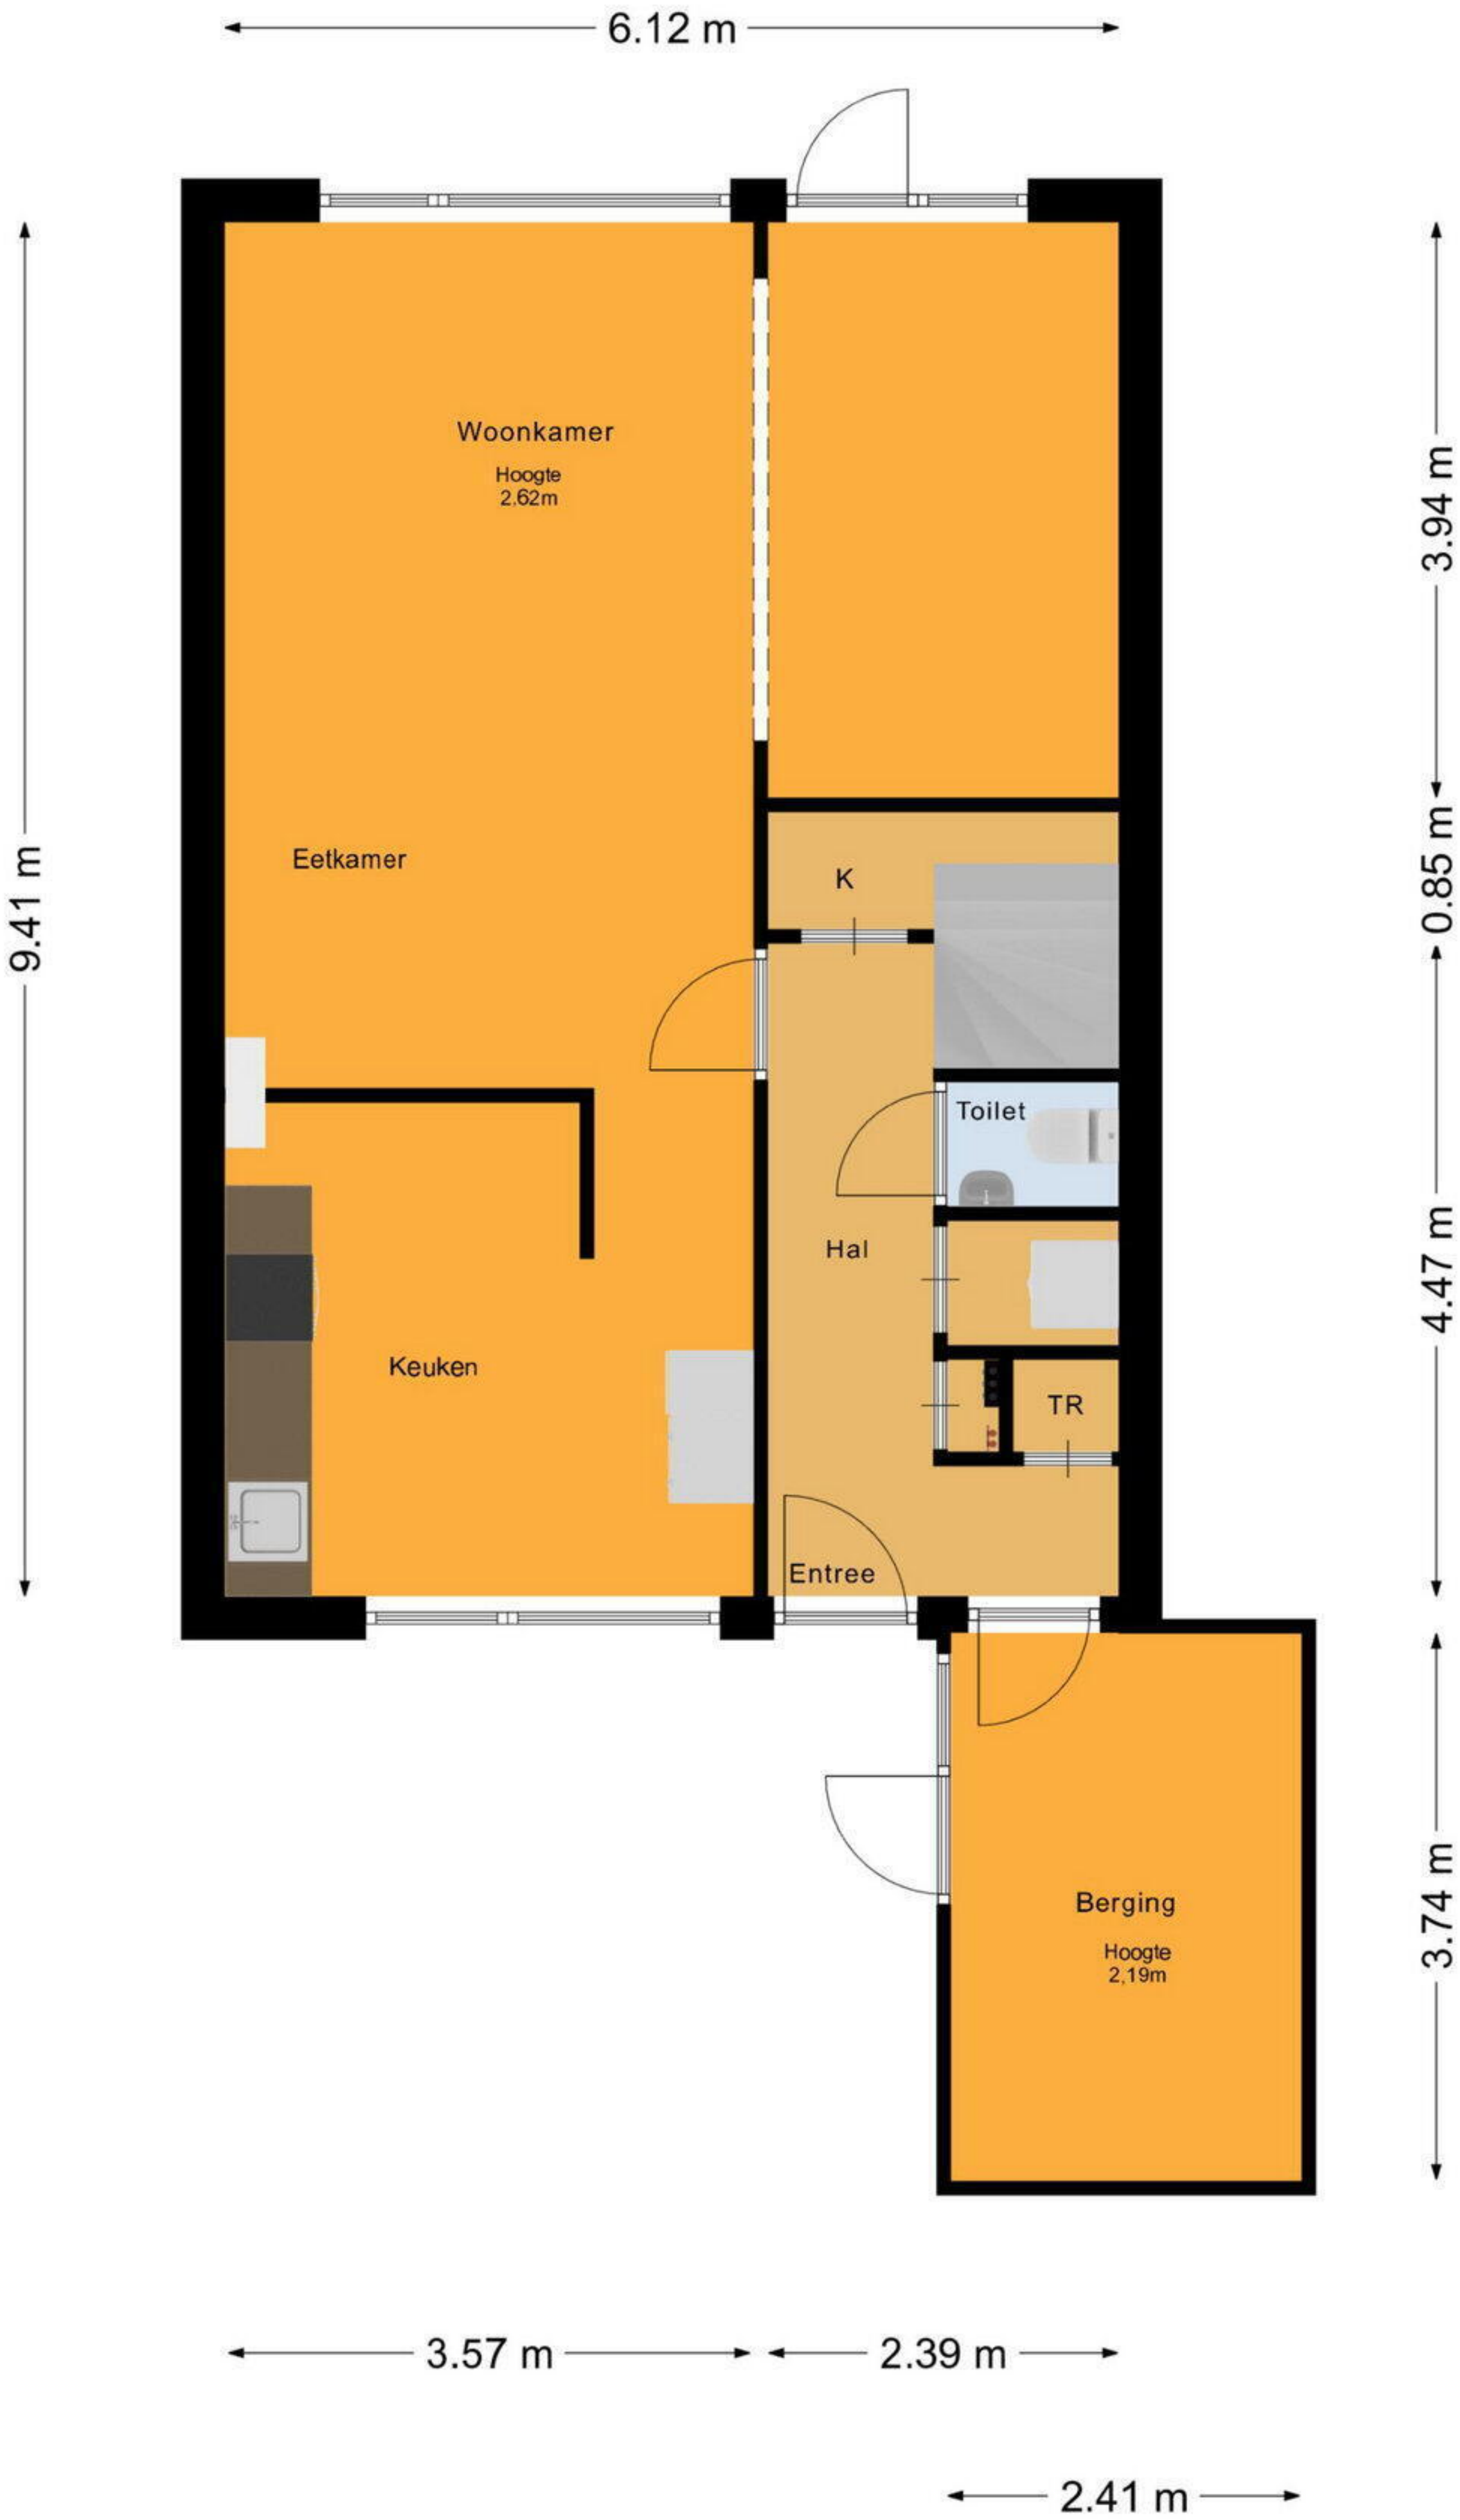 6.12 m
Woonkamer
Hoogte
2,62m
3.94 m
Eetkamer
K
0.85 m
9.41 m
Toilet
Hal
4.47 m
Keuken
TR
Entree
Berging
Hoogte
2,19m
3.74 m
3.57 m
2.39 m
2.41 m